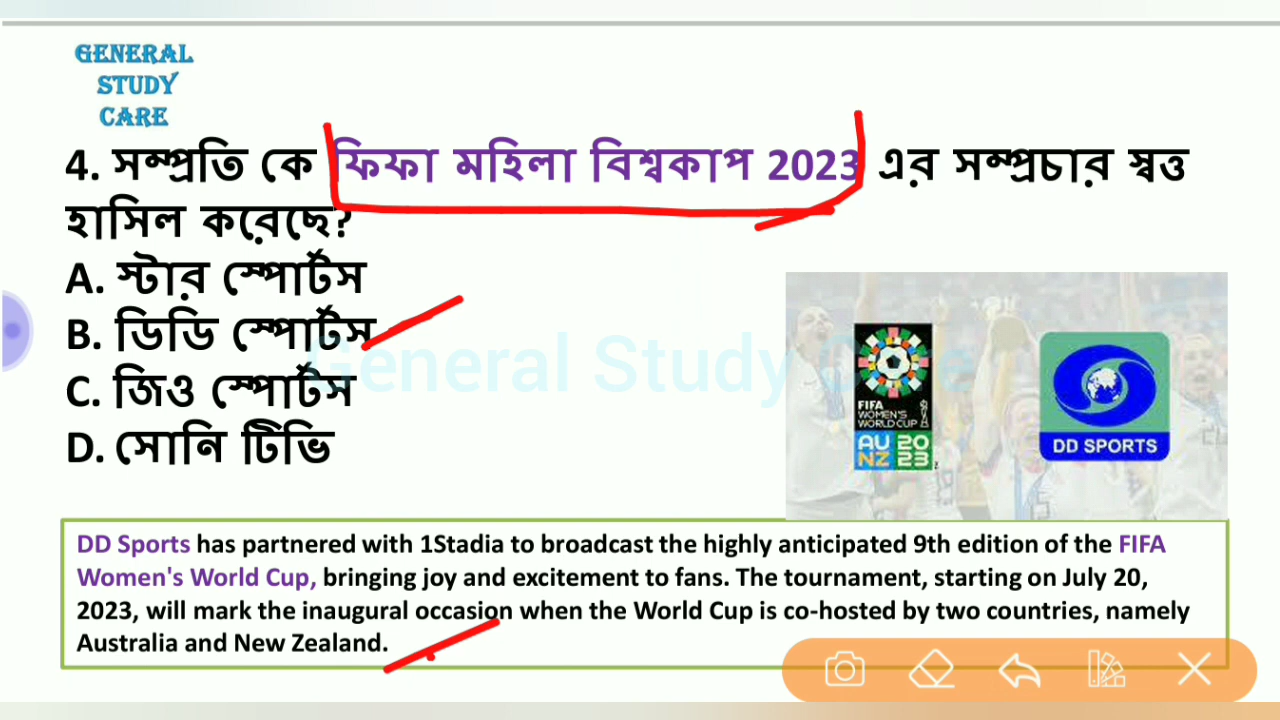 GENERAL
STUDY
CARE
4. সম্প্রতি কে ফিফা মহিলা বিশ্বকাপ 2023 এর সম্প্রচার স্বত্ত
হাসিল করেছে?
A. স্টার স্পোর্টস
B. ডিডি স্পোর্টস
C. জিও স্পোর্টস
D. সোনি টিভি
General Study Care
FIFA
WOMEN'S
WORLD CUP
AU 20
NZ 23
DD SPORTS
DD Sports has partnered with 1Stadia to broadcast the highly anticipated 9th edition of the FIFA
Women's World Cup, bringing joy and excitement to fans. The tournament, starting on July 20,
2023, will mark the inaugural occasion when the World Cup is co-hosted by two countries, namely
Australia and New Zealand.